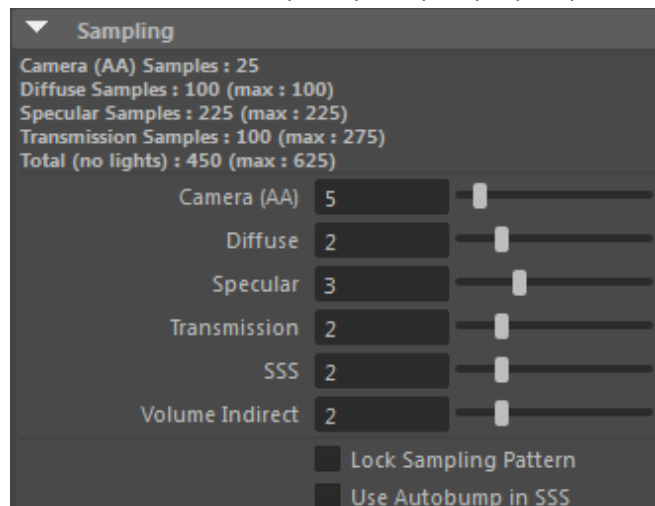 Sampling
Camera (AA) Samples : 25
Diffuse Samples : 100 (max : 100)
Specular Samples : 225 (max : 225)
Transmission Samples : 100 (max : 275)
Total (no lights) : 450 (max : 625)
Camera (AA) 5
Diffuse 2
Specular 3
Transmission 2
SSS 2
Volume Indirect 2
Lock Sampling Pattern
Use Autobump in SSS